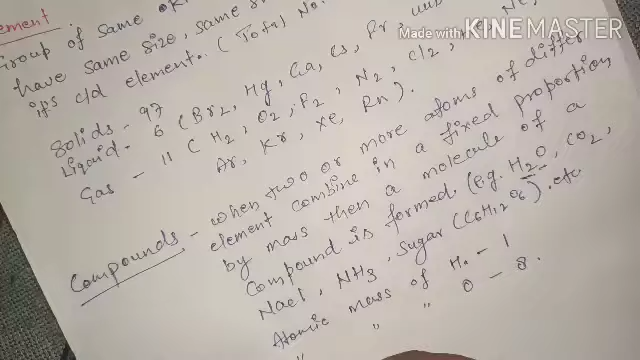 Made with KINEMASTER
ement
Group of same
have same size, same
it's c/d element. (Total No.
Solids - 97
Liquid - 6 (Br2, Hg, Ga, Cs, Fr,
Gas - 11 (H2, O2, F2, N2, Cl2, He, Ne,
Ar, Kr, Xe, Rn).
Compounds - when two or more atoms of differ
element combine in a fixed proportion
by mass then a molecule of a
Compound is formed. (e.g. H2O, CO2,
NaCl, NH3, Sugar (C6H12O6). etc
Atomic mass of H - 1
" " " O - 8.